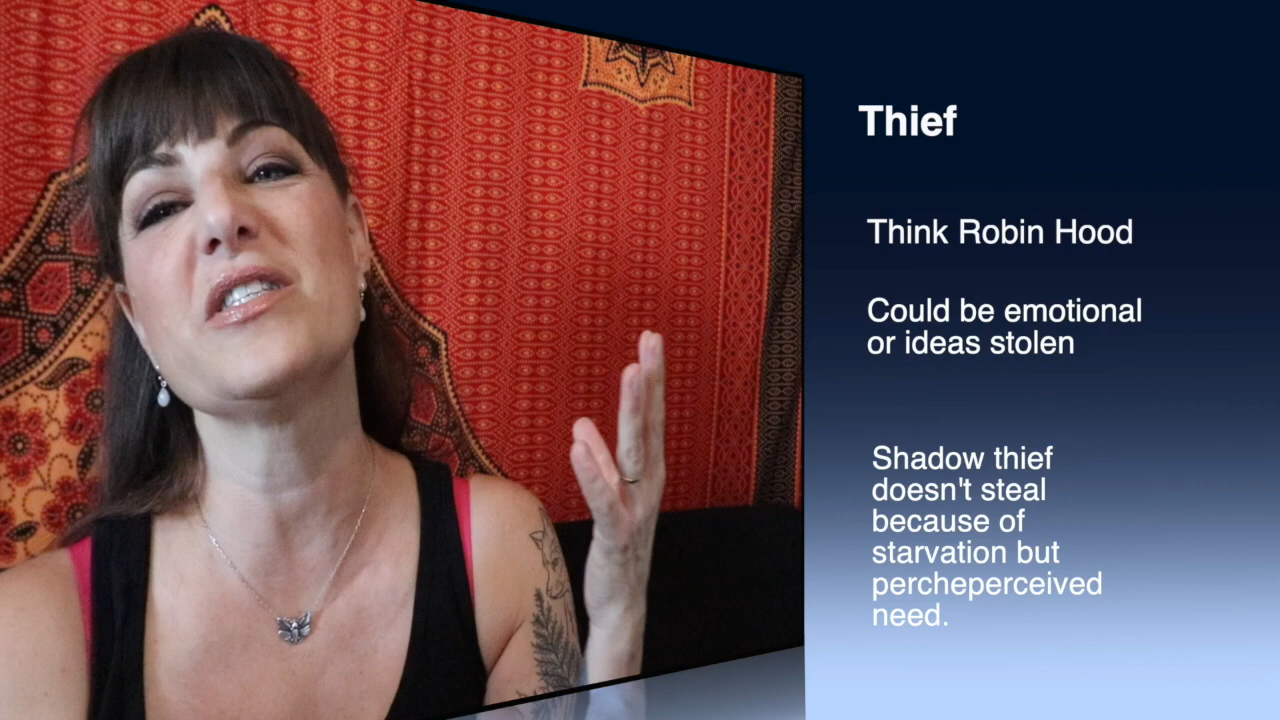 Thief
Think Robin Hood
Could be emotional
or ideas stolen
Shadow thief
doesn't steal
because of
starvation but
percheperceived
need.